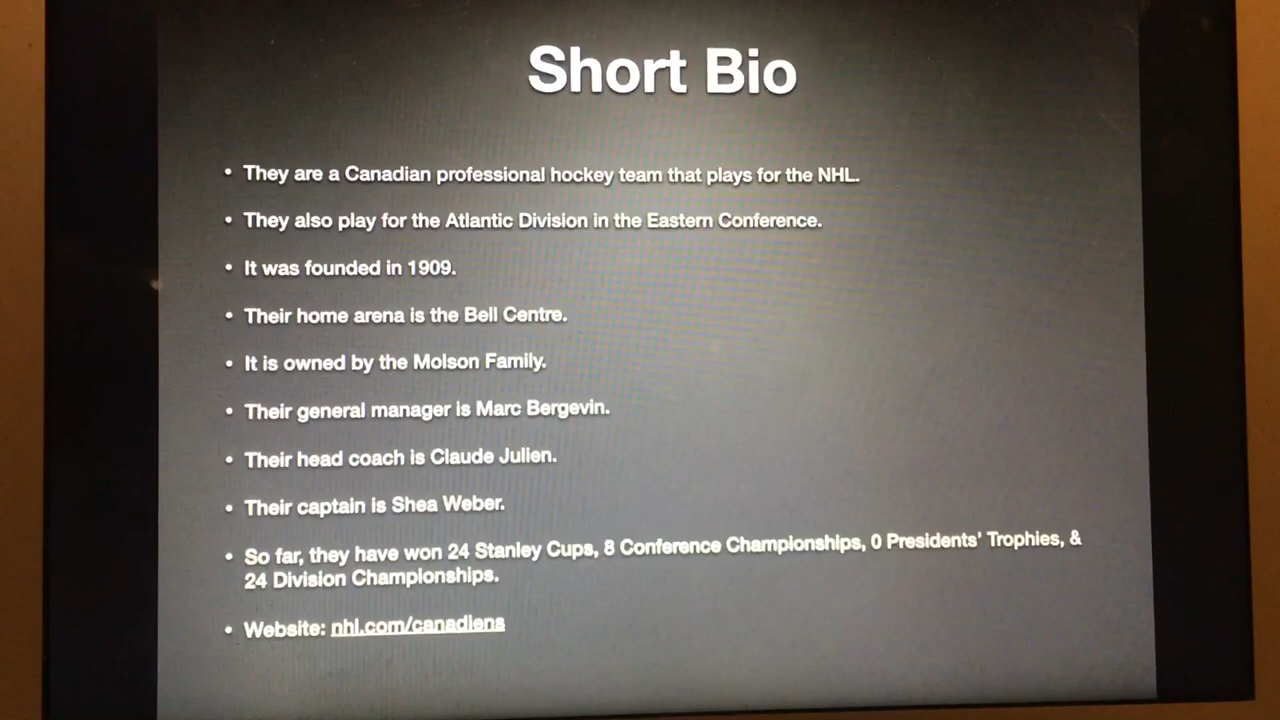 Short Bio
• They are a Canadian professional hockey team that plays for the NHL.
• They also play for the Atlantic Division in the Eastern Conference.
• It was founded in 1909.
• Their home arena is the Bell Centre.
• It is owned by the Molson Family.
• Their general manager is Marc Bergevin.
• Their head coach is Claude Julien.
• Their captain is Shea Weber.
• So far, they have won 24 Stanley Cups, 8 Conference Championships, 0 Presidents' Trophies, &
24 Division Championships.
• Website: nhl.com/canadiens